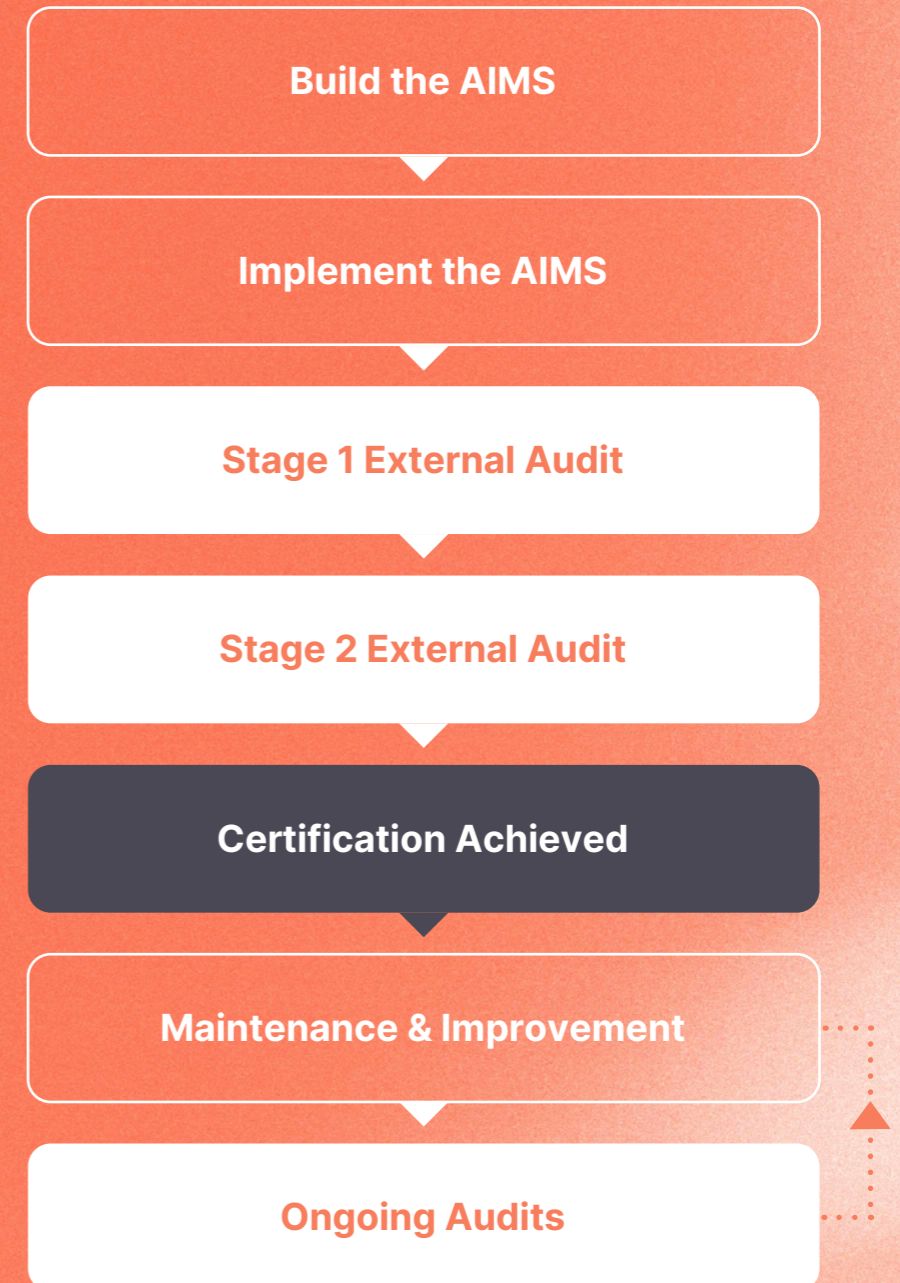 Build the AIMS
Implement the AIMS
Stage 1 External Audit
Stage 2 External Audit
Certification Achieved
Maintenance & Improvement
Ongoing Audits